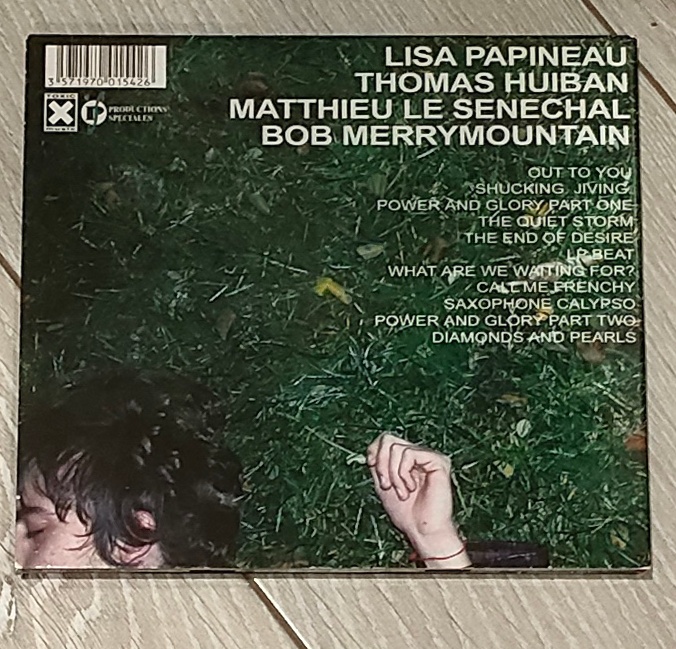 3 571970 015426
TOXIC
music
PRODUCTIONS
SPECIALES
LISA PAPINEAU
THOMAS HUIBAN
MATTHIEU LE SENECHAL
BOB MERRYMOUNTAIN
OUT TO YOU
SHUCKING JIVING
POWER AND GLORY PART ONE
THE QUIET STORM
THE END OF DESIRE
LP BEAT
WHAT ARE WE WAITING FOR?
CALL ME FRENCHY
SAXOPHONE CALYPSO
POWER AND GLORY PART TWO
DIAMONDS AND PEARLS